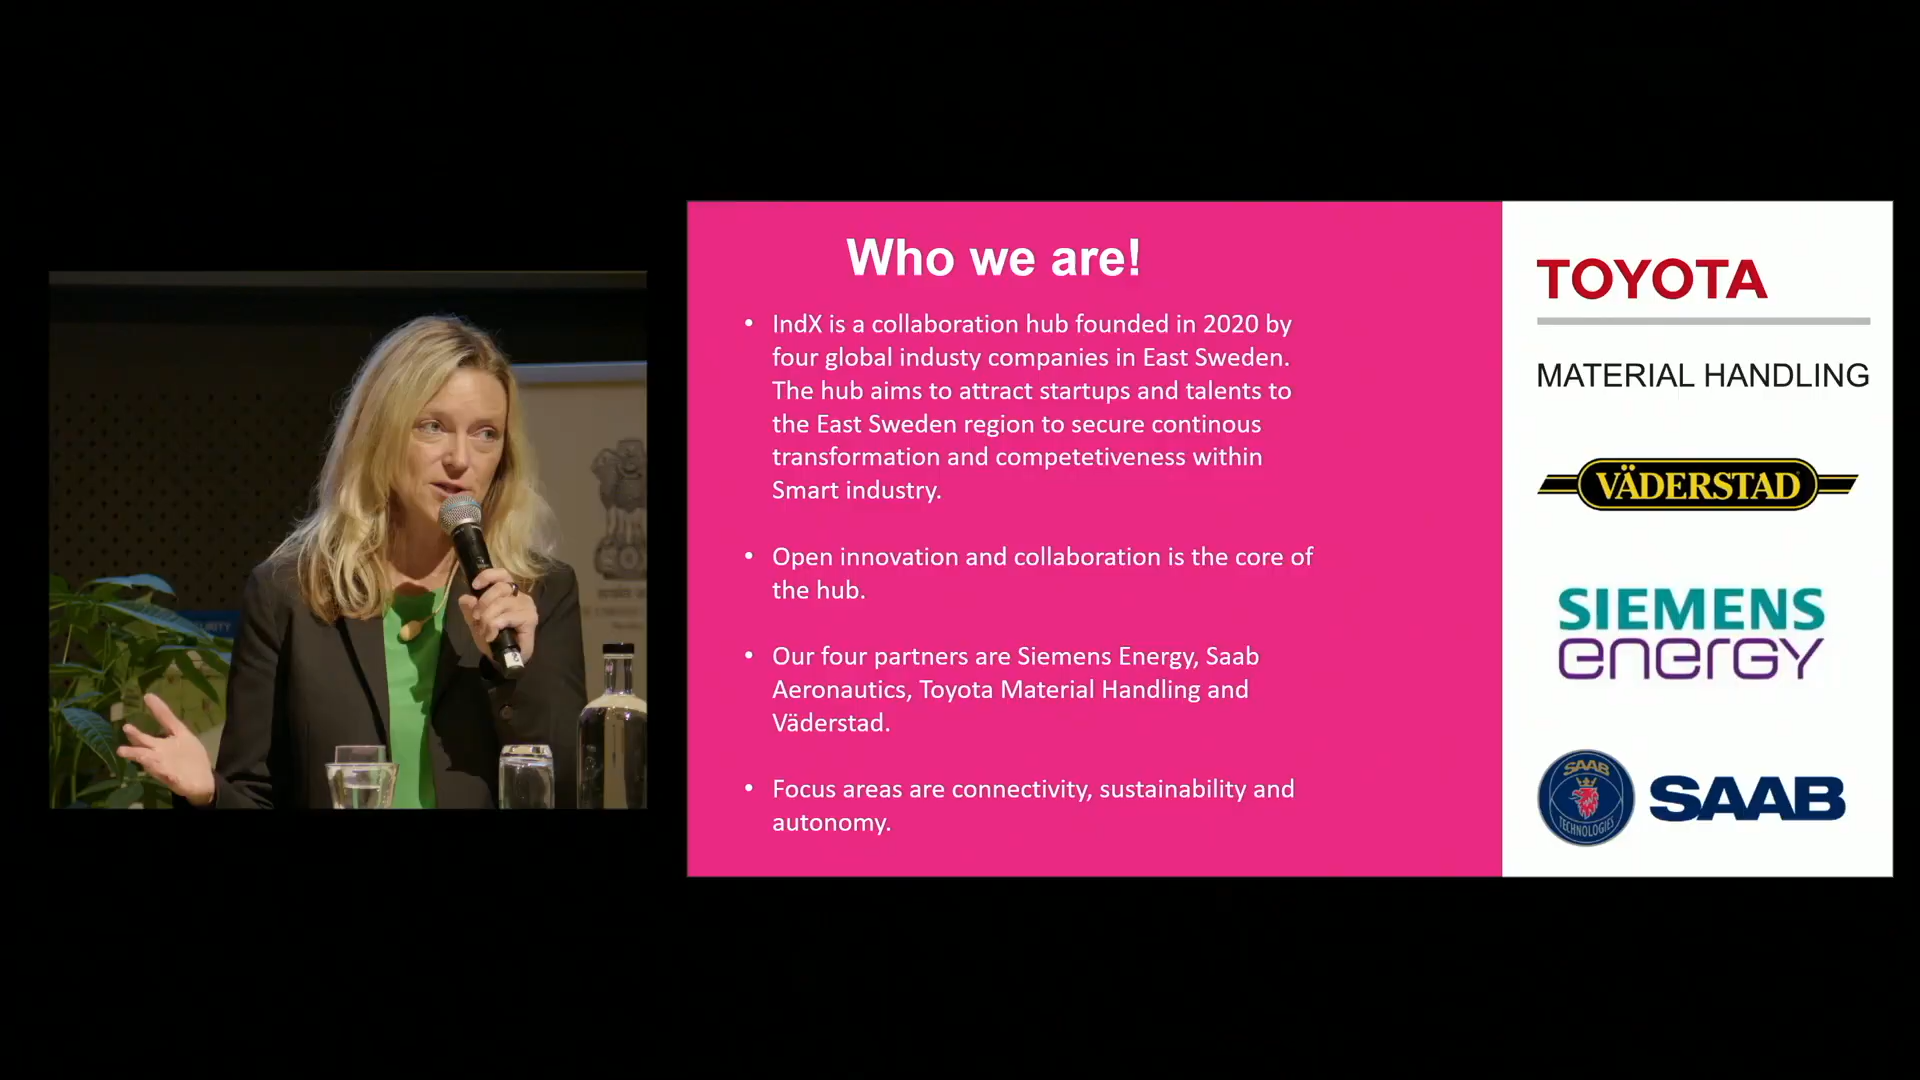 Who we are!
• IndX is a collaboration hub founded in 2020 by
four global industy companies in East Sweden.
The hub aims to attract startups and talents to
the East Sweden region to secure continous
transformation and competetiveness within
Smart industry.
• Open innovation and collaboration is the core of
the hub.
• Our four partners are Siemens Energy, Saab
Aeronautics, Toyota Material Handling and
Väderstad.
• Focus areas are connectivity, sustainability and
autonomy.
TOYOTA
MATERIAL HANDLING
VÄDERSTAD
SIEMENS
energy
SAAB
TECHNOLOGIES
SAAB